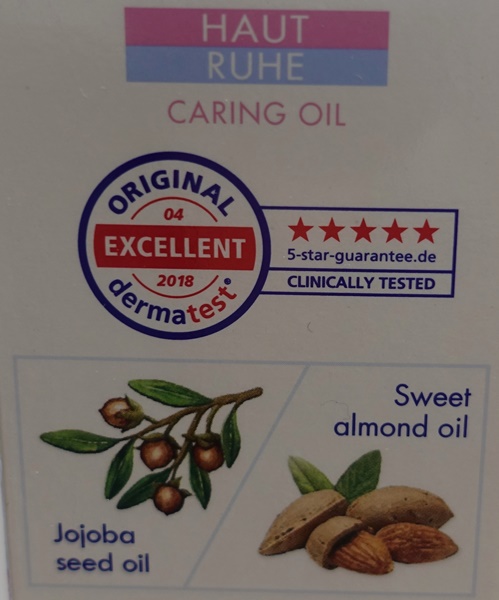 HAUT
RUHE
CARING OIL
ORIGINAL
04
EXCELLENT
2018
dermatest®
★★★★★
5-star-guarantee.de
CLINICALLY TESTED
Sweet
almond oil
Jojoba
seed oil